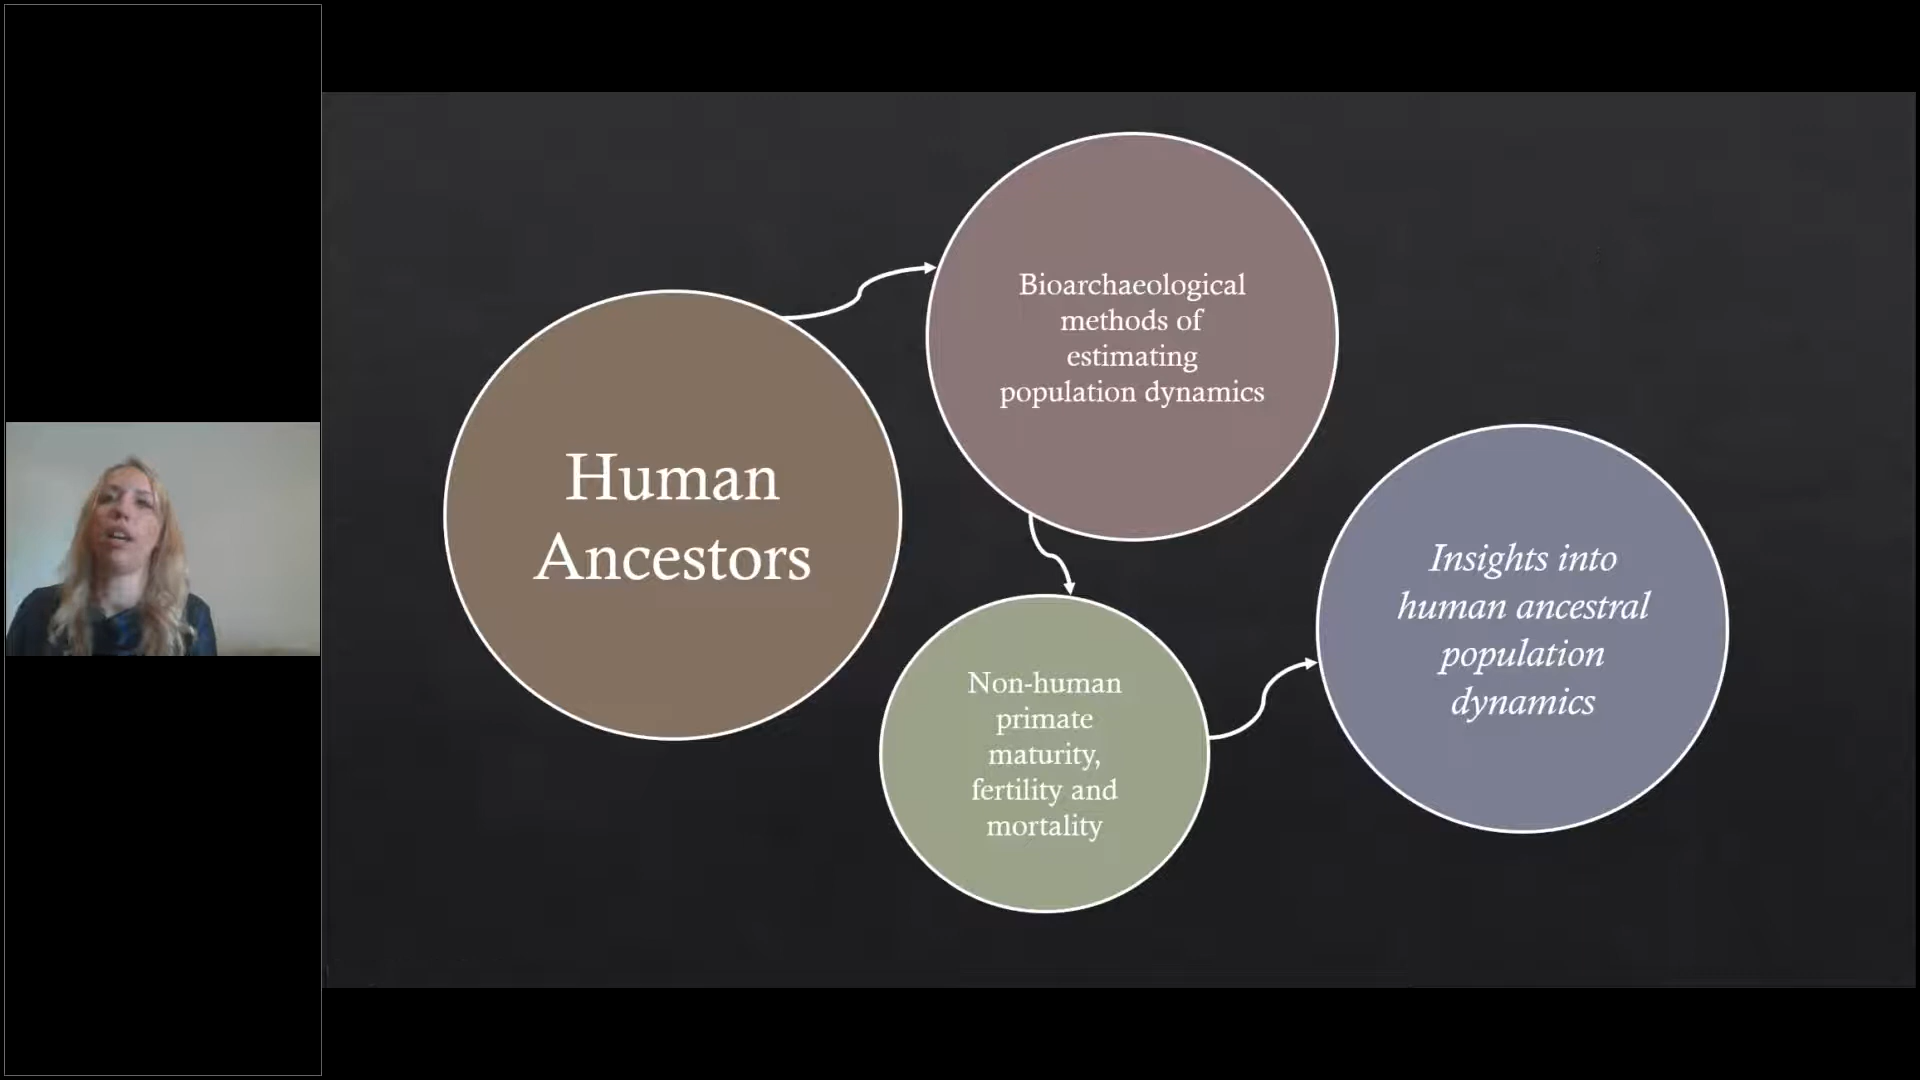 Human
Ancestors
Bioarchaeological
methods of
estimating
population dynamics
Non-human
primate
maturity,
fertility and
mortality
Insights into
human ancestral
population
dynamics